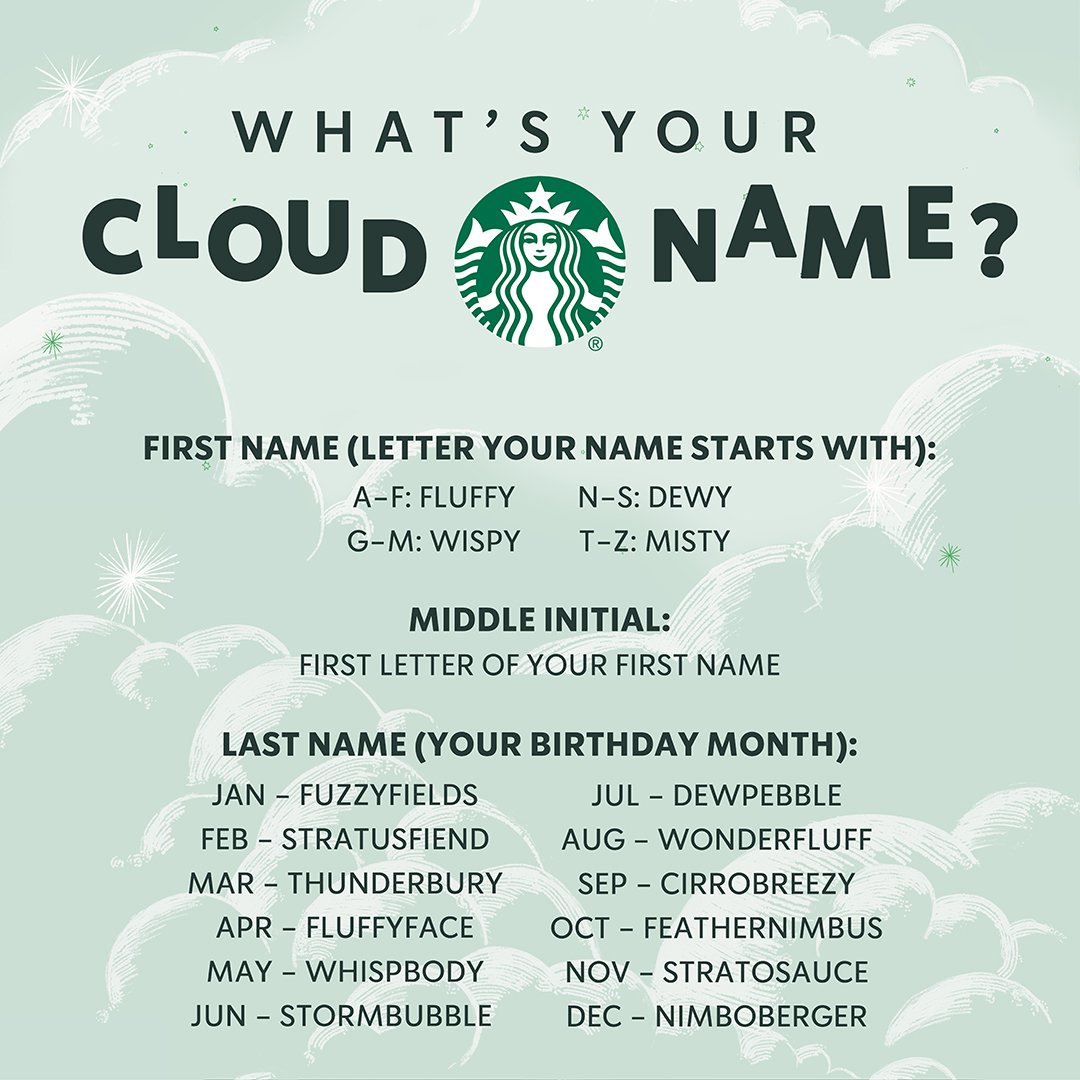 WHAT'S YOUR
CLOUD NAME?
®
FIRST NAME (LETTER YOUR NAME STARTS WITH):
A–F: FLUFFY N–S: DEWY
G–M: WISPY T–Z: MISTY
MIDDLE INITIAL:
FIRST LETTER OF YOUR FIRST NAME
LAST NAME (YOUR BIRTHDAY MONTH):
JAN – FUZZYFIELDS JUL – DEWPEBBLE
FEB – STRATUSFIEND AUG – WONDERFLUFF
MAR – THUNDERBURY SEP – CIRROBREEZY
APR – FLUFFYFACE OCT – FEATHERNIMBUS
MAY – WHISPBODY NOV – STRATOSAUCE
JUN – STORMBUBBLE DEC – NIMBOBERGER